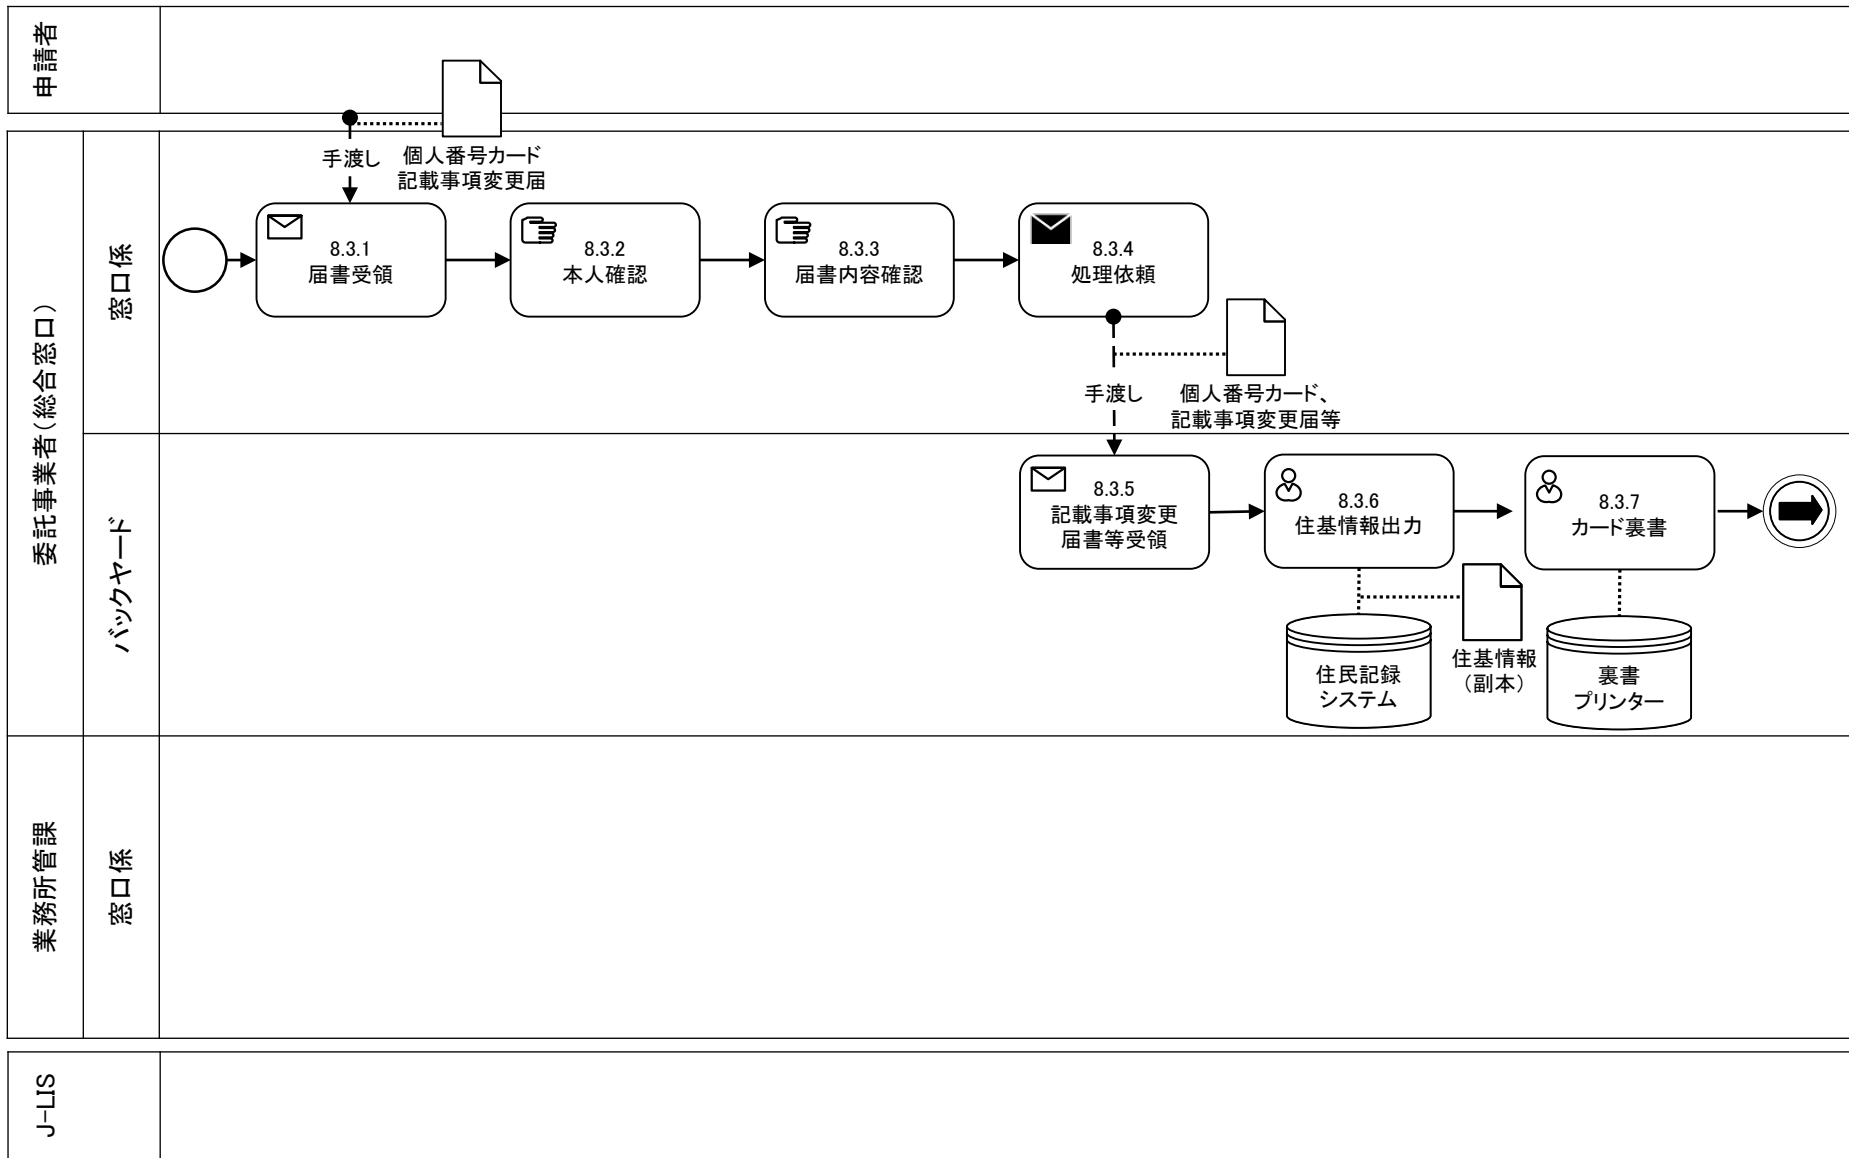 申請者
手渡し
個人番号カード
記載事項変更届
委託事業者(総合窓口)
窓口係
8.3.1
届書受領
8.3.2
本人確認
8.3.3
届書内容確認
8.3.4
処理依頼
手渡し
個人番号カード、
記載事項変更届等
バックヤード
8.3.5
記載事項変更
届書等受領
8.3.6
住基情報出力
8.3.7
カード裏書
住民記録
システム
住基情報
(副本)
裏書
プリンター
業務所管課
窓口係
J-LIS